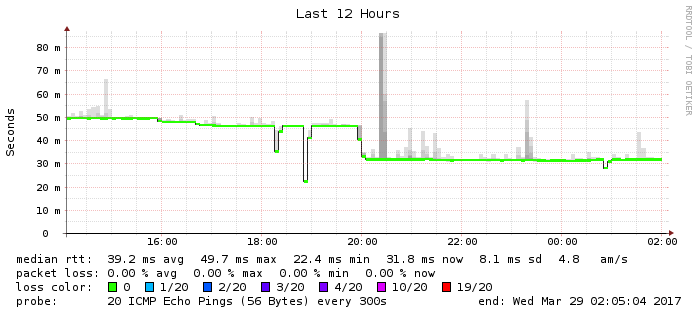 Last 12 Hours
RRDTOOL / TOBI OETIKER
Seconds
80 m
70 m
60 m
50 m
40 m
30 m
20 m
10 m
0
16:00 18:00 20:00 22:00 00:00 02:00
median rtt: 39.2 ms avg 49.7 ms max 22.4 ms min 31.8 ms now 8.1 ms sd 4.8 am/s
packet loss: 0.00 % avg 0.00 % max 0.00 % min 0.00 % now
loss color: 0 1/20 2/20 3/20 4/20 10/20 19/20
probe: 20 ICMP Echo Pings (56 Bytes) every 300s end: Wed Mar 29 02:05:04 2017